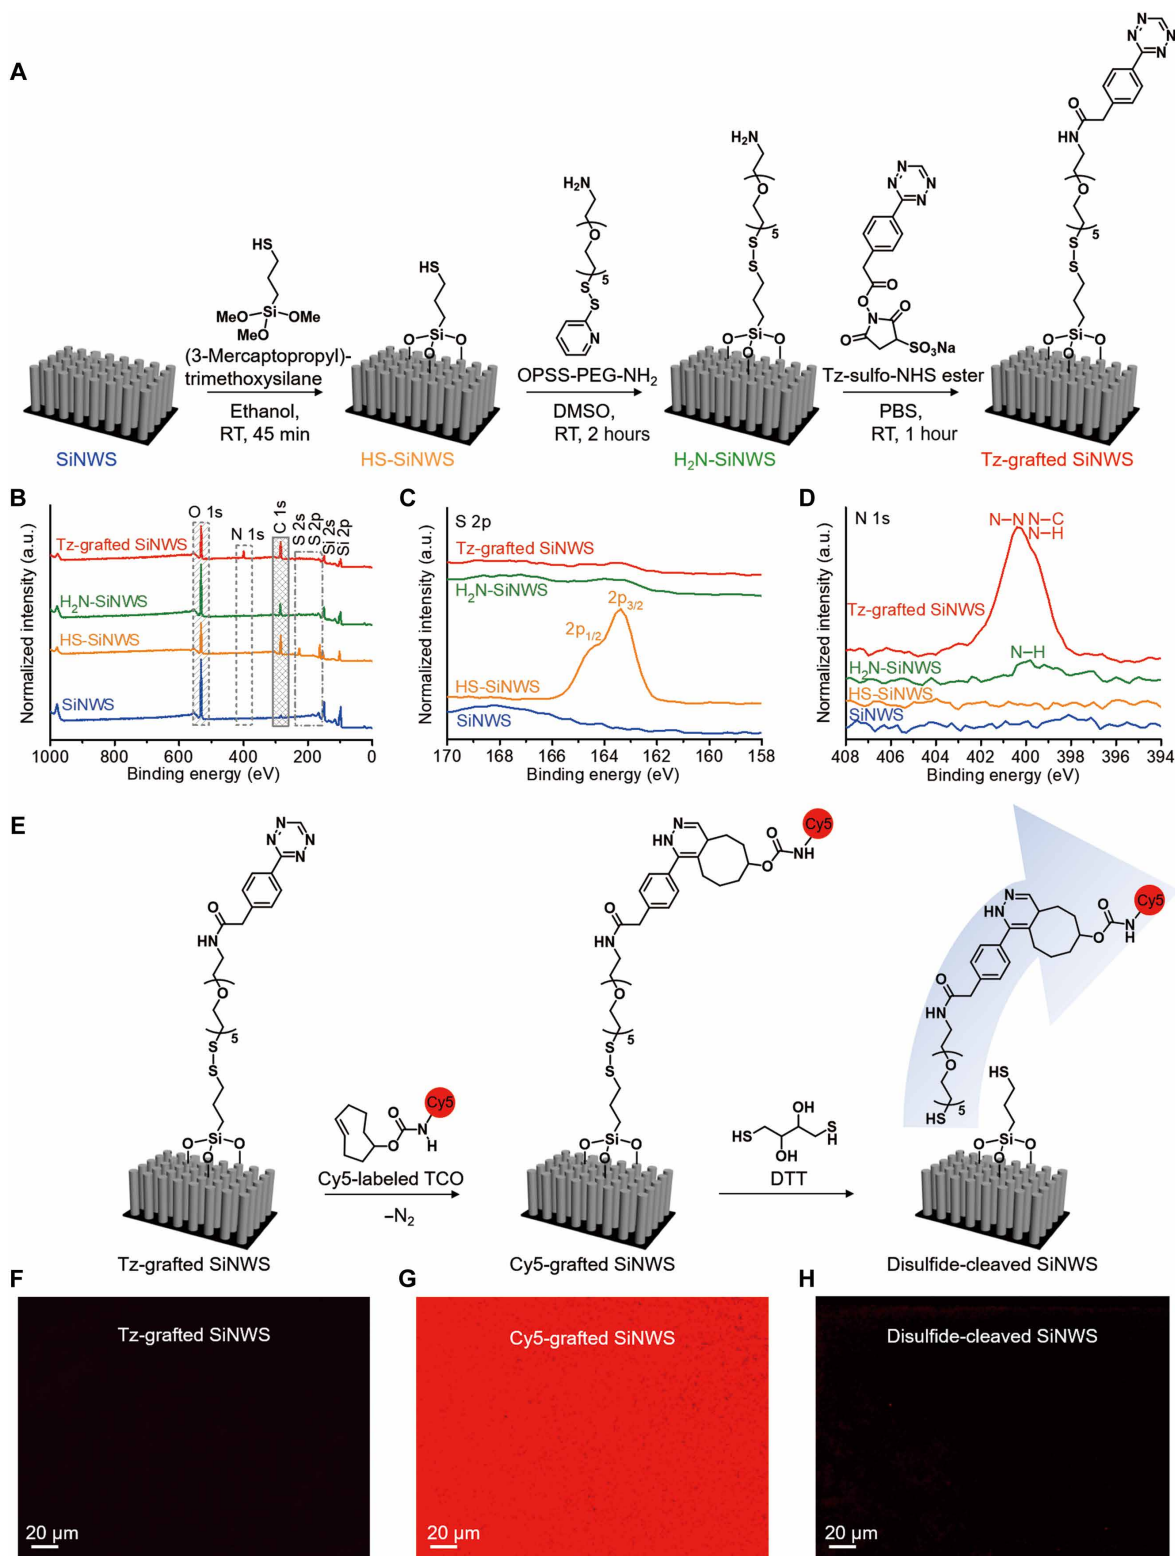 A
HS
MeO
Si
OMe
MeO
(3-Mercaptopropyl)-
trimethoxysilane
Ethanol,
RT, 45 min
SiNWS
HS
Si
O
O
O
HS-SiNWS
H₂N
O
5
S
S
N
OPSS-PEG-NH₂
DMSO,
RT, 2 hours
H₂N
O
5
S
S
Si
O
O
O
H₂N-SiNWS
N
N
N
N
O
O
N
O
O
SO₃Na
Tz-sulfo-NHS ester
PBS,
RT, 1 hour
N
N
N
N
O
HN
O
5
S
S
Si
O
O
O
Tz-grafted SiNWS
B
Normalized intensity (a.u.)
O 1s
N 1s
C 1s
S 2s
S 2p
Si 2s
Si 2p
Tz-grafted SiNWS
H₂N-SiNWS
HS-SiNWS
SiNWS
1000 800 600 400 200 0
Binding energy (eV)
C
Normalized intensity (a.u.)
S 2p
Tz-grafted SiNWS
H₂N-SiNWS
2p₃/₂
2p₁/₂
HS-SiNWS
SiNWS
170 168 166 164 162 160 158
Binding energy (eV)
D
Normalized intensity (a.u.)
N 1s
N–N N–C
N–H
Tz-grafted SiNWS
N–H
H₂N-SiNWS
HS-SiNWS
SiNWS
408 406 404 402 400 398 396 394
Binding energy (eV)
E
N
N
N
N
O
HN
O
5
S
S
Si
O
O
O
Tz-grafted SiNWS
Cy5
O
N
H
O
Cy5-labeled TCO
–N₂
N
HN
O
NH
O
Cy5
O
HN
O
5
S
S
Si
O
O
O
Cy5-grafted SiNWS
OH
HS
SH
OH
DTT
N
HN
O
N
H
O
Cy5
O
HN
O
5
HS
HS
Si
O
O
O
Disulfide-cleaved SiNWS
F
Tz-grafted SiNWS
20 µm
G
Cy5-grafted SiNWS
20 µm
H
Disulfide-cleaved SiNWS
20 µm